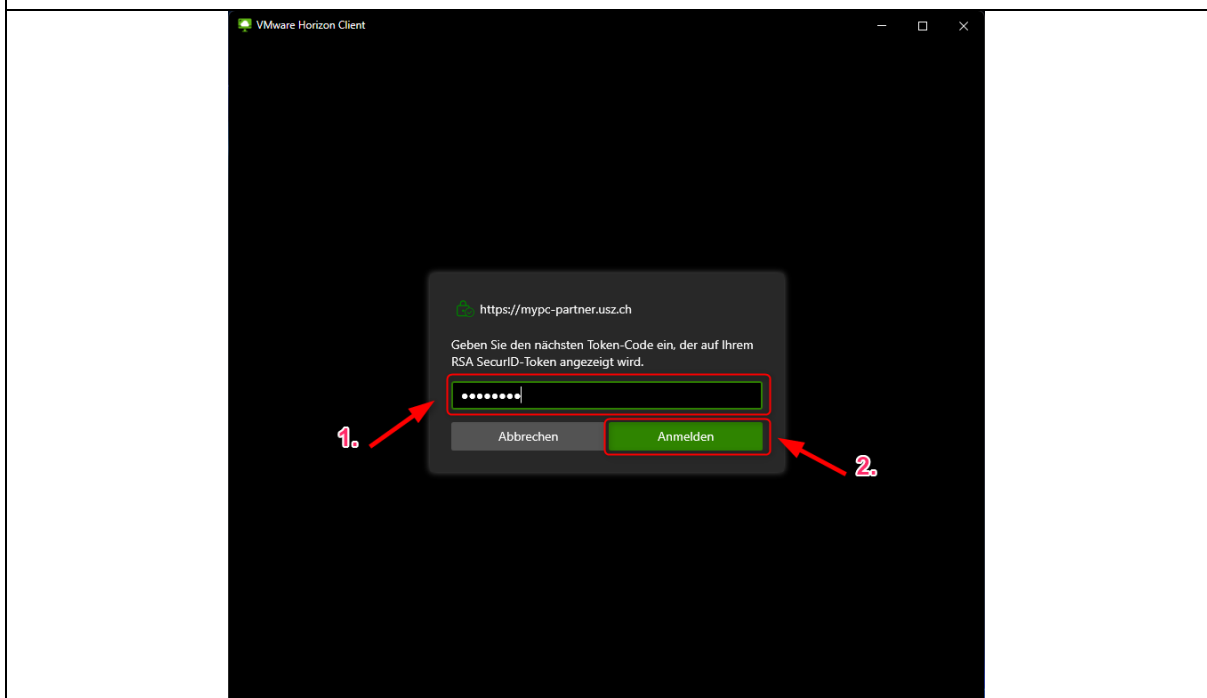 VMware Horizon Client
https://mypc-partner.usz.ch
Geben Sie den nächsten Token-Code ein, der auf Ihrem
RSA SecurID-Token angezeigt wird.
••••••••
1.
Abbrechen
Anmelden
2.